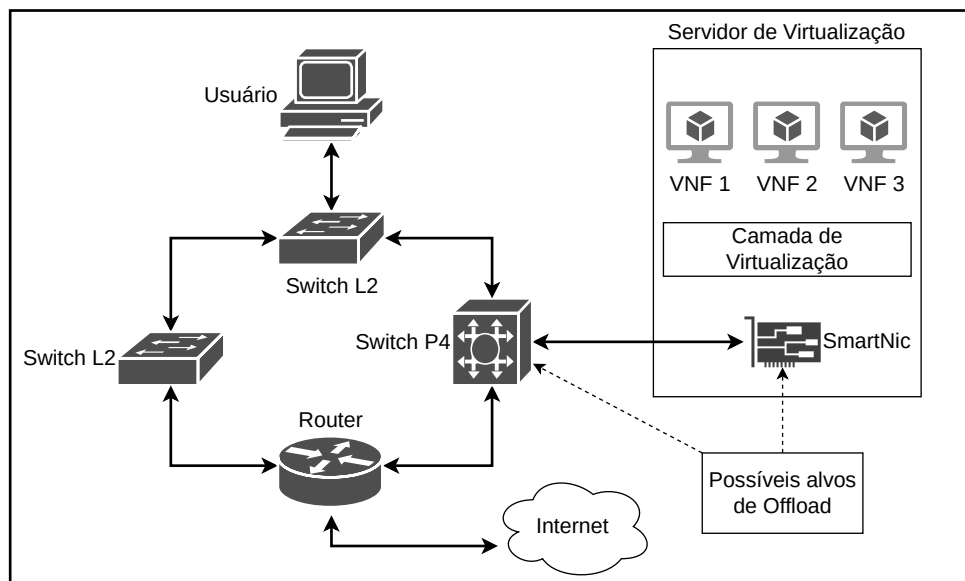 Servidor de Virtualização
Usuário
VNF 1
VNF 2
VNF 3
Camada de
Virtualização
Switch L2
Switch L2
Switch P4
SmartNic
Router
Possíveis alvos
de Offload
Internet